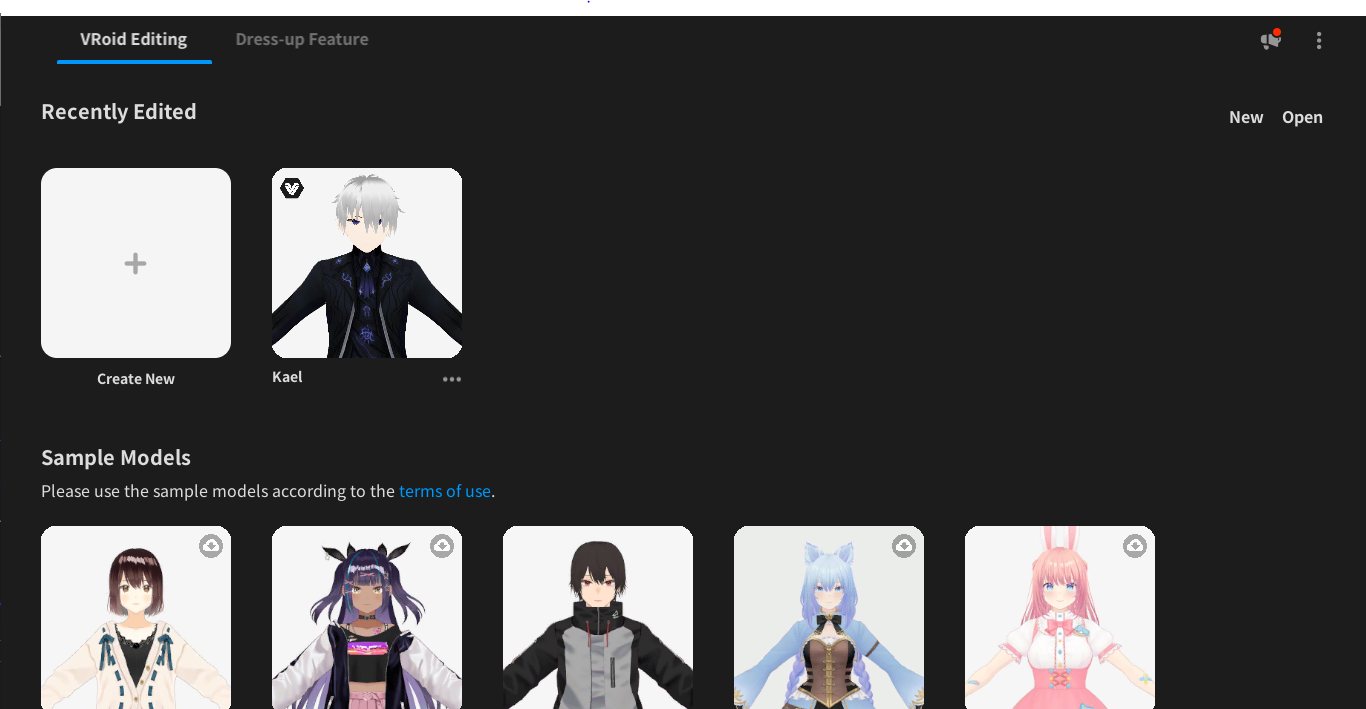 VRoid Editing
Dress-up Feature
Recently Edited
New
Open
Create New
Kael
Sample Models
Please use the sample models according to the terms of use.